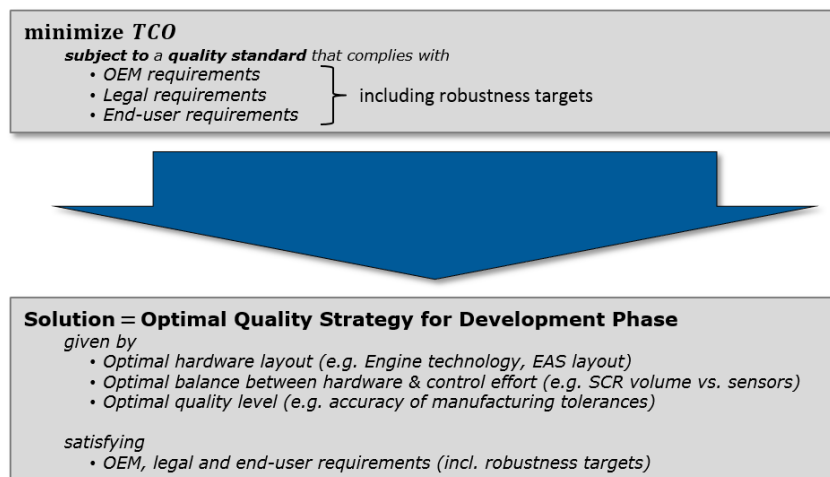 minimize TCO
subject to a quality standard that complies with
• OEM requirements
• Legal requirements
• End-user requirements
including robustness targets
Solution = Optimal Quality Strategy for Development Phase
given by
• Optimal hardware layout (e.g. Engine technology, EAS layout)
• Optimal balance between hardware & control effort (e.g. SCR volume vs. sensors)
• Optimal quality level (e.g. accuracy of manufacturing tolerances)
satisfying
• OEM, legal and end-user requirements (incl. robustness targets)